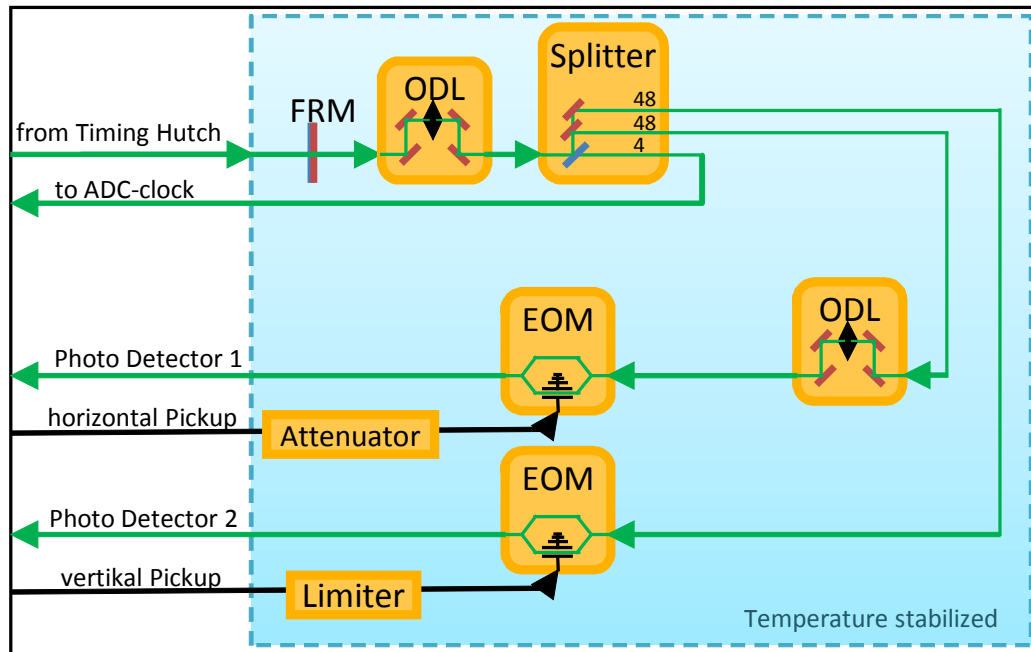 Splitter
ODL
FRM
48
48
4
from Timing Hutch
to ADC-clock
EOM
ODL
Photo Detector 1
horizontal Pickup
Attenuator
EOM
Photo Detector 2
vertikal Pickup
Limiter
Temperature stabilized